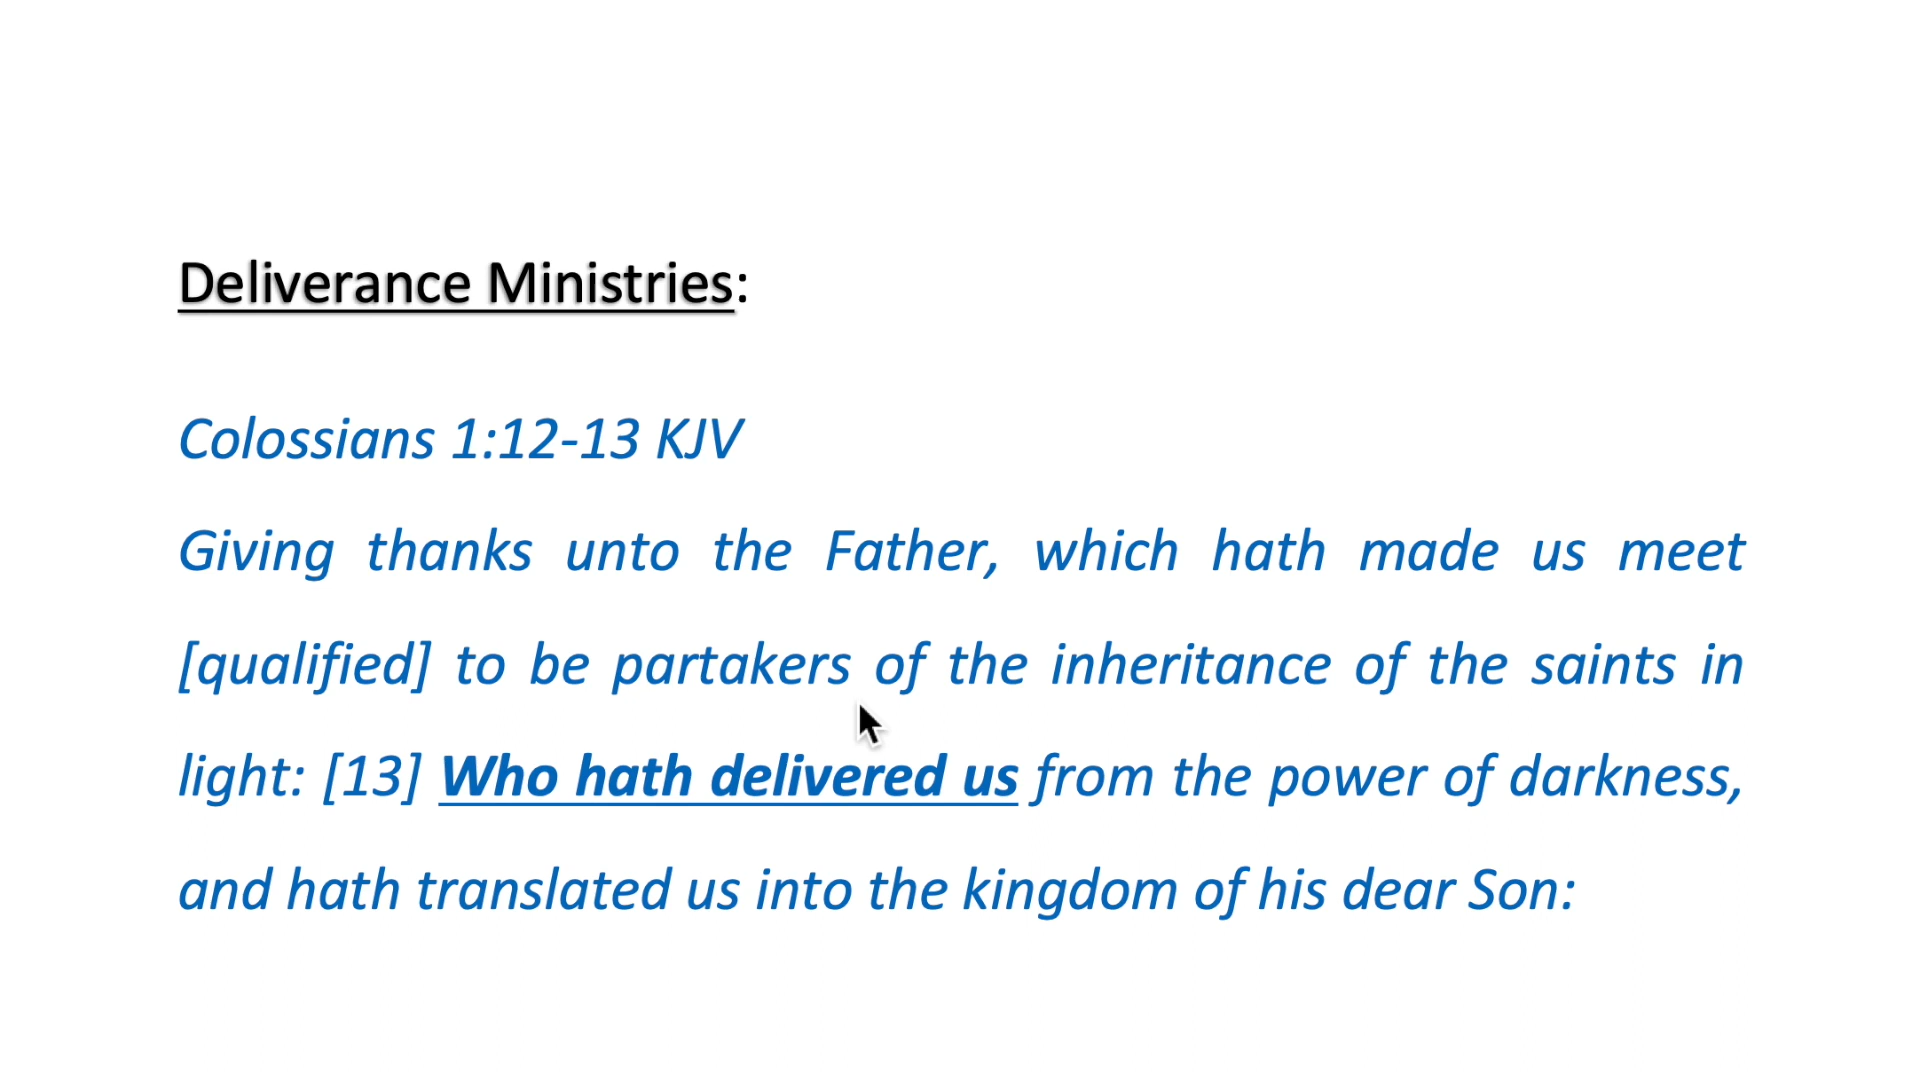 Deliverance Ministries:
Colossians 1:12-13 KJV
Giving thanks unto the Father, which hath made us meet
[qualified] to be partakers of the inheritance of the saints in
light: [13] Who hath delivered us from the power of darkness,
and hath translated us into the kingdom of his dear Son: